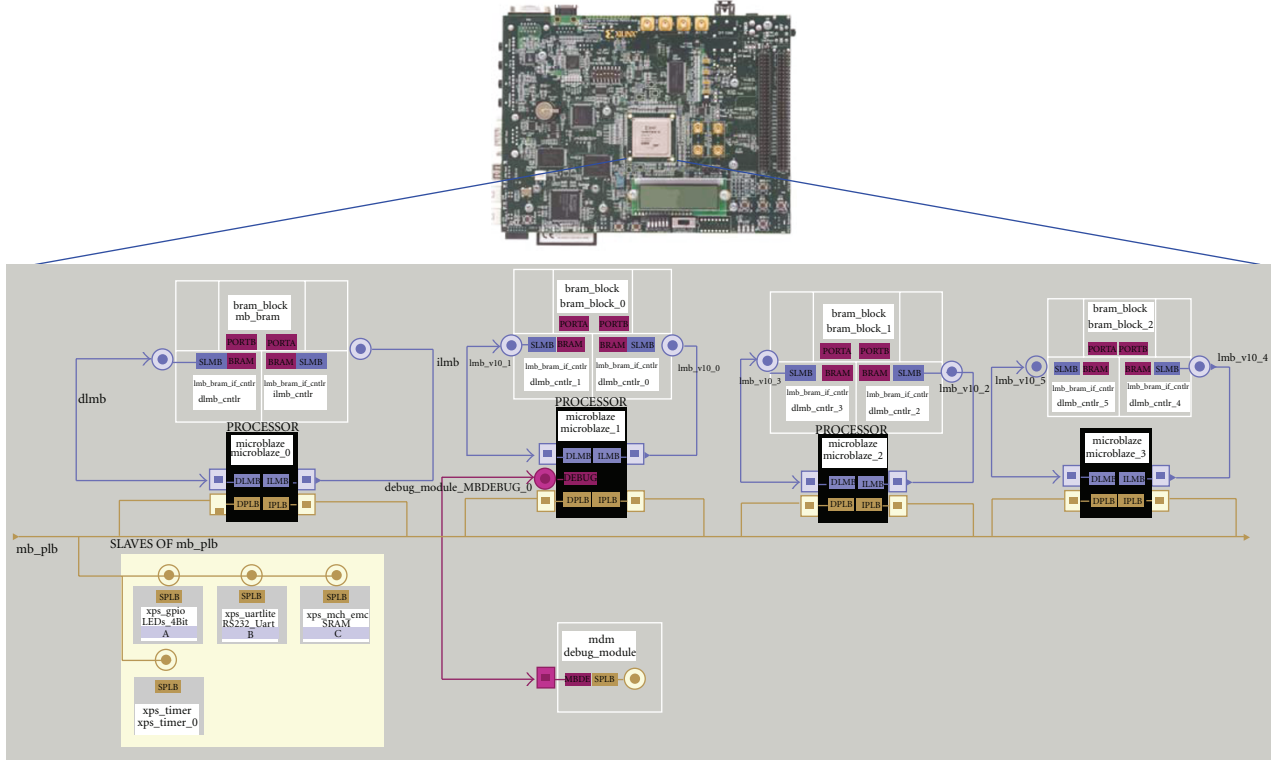 XILINX
bram_block
mb_bram
PORTB PORTA
SLMB BRAM BRAM SLMB
lmb_bram_if_cntlr
dlmb_cntlr
lmb_bram_if_cntlr
ilmb_cntlr
dlmb
ilmb
PROCESSOR
microblaze
microblaze_0
DLMB ILMB
DPLB IPLB
bram_block
bram_block_0
PORTA PORTB
SLMB BRAM BRAM SLMB
lmb_v10_1
lmb_v10_0
lmb_bram_if_cntlr
dlmb_cntlr_1
lmb_bram_if_cntlr
dlmb_cntlr_0
PROCESSOR
microblaze
microblaze_1
DLMB ILMB
DEBUG
DPLB IPLB
debug_module_MBDEBUG_0
bram_block
bram_block_1
PORTA PORTB
SLMB BRAM BRAM SLMB
lmb_v10_3
lmb_v10_2
lmb_bram_if_cntlr
dlmb_cntlr_3
lmb_bram_if_cntlr
dlmb_cntlr_2
PROCESSOR
microblaze
microblaze_2
DLMB ILMB
DPLB IPLB
bram_block
bram_block_2
PORTA PORTB
SLMB BRAM BRAM SLMB
lmb_v10_5
lmb_v10_4
lmb_bram_if_cntlr
dlmb_cntlr_5
lmb_bram_if_cntlr
dlmb_cntlr_4
microblaze
microblaze_3
DLMB ILMB
DPLB IPLB
mb_plb
SLAVES OF mb_plb
SPLB
xps_gpio
LEDs_4Bit
A
SPLB
xps_uartlite
RS232_Uart
B
SPLB
xps_mch_emc
SRAM
C
SPLB
xps_timer
xps_timer_0
mdm
debug_module
MBDE SPLB